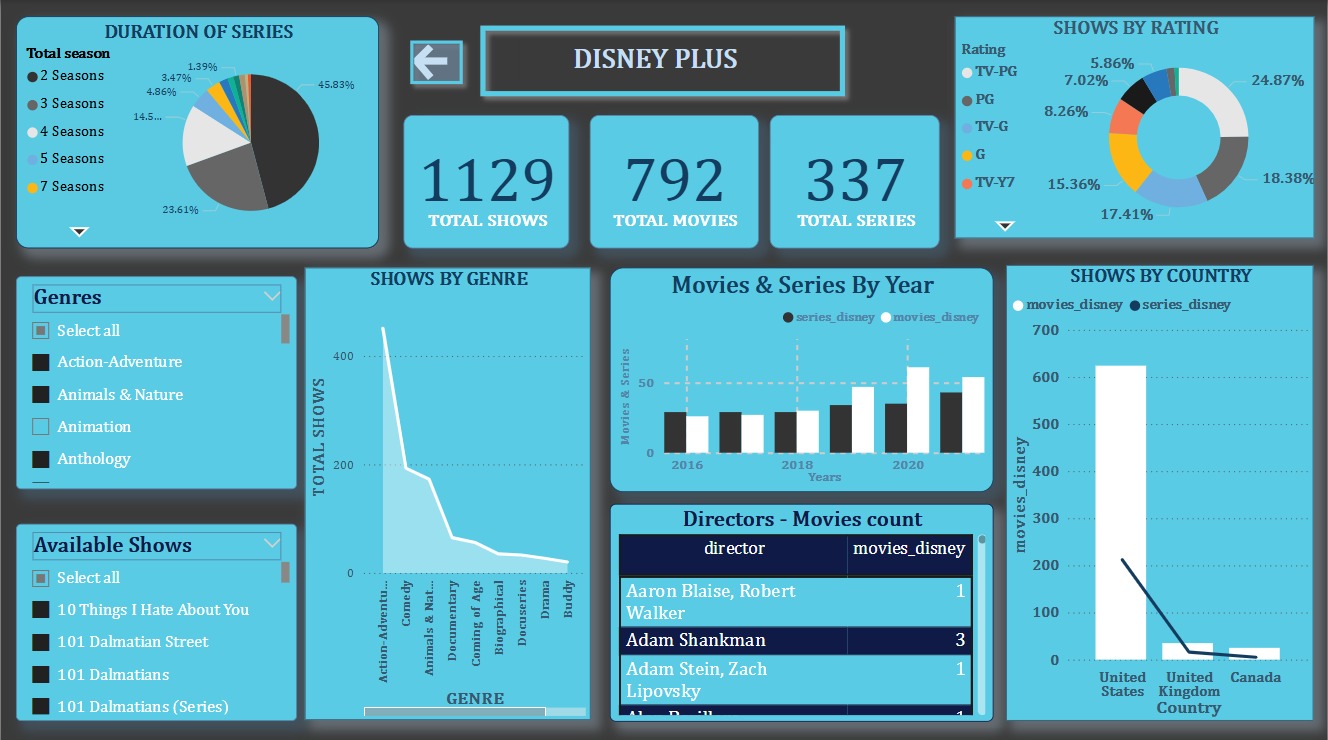 DURATION OF SERIES
Total season
2 Seasons
3 Seasons
4 Seasons
5 Seasons
7 Seasons
1.39%
3.47%
4.86%
14.5...
23.61%
45.83%
DISNEY PLUS
1129
TOTAL SHOWS
792
TOTAL MOVIES
337
TOTAL SERIES
SHOWS BY RATING
Rating
TV-PG
PG
TV-G
G
TV-Y7
5.86%
7.02%
8.26%
15.36%
17.41%
18.38%
24.87%
Genres
Select all
Action-Adventure
Animals & Nature
Animation
Anthology
Available Shows
Select all
10 Things I Hate About You
101 Dalmatian Street
101 Dalmatians
101 Dalmatians (Series)
SHOWS BY GENRE
TOTAL SHOWS
400
200
0
Action-Adventu...
Comedy
Animals & Nat...
Documentary
Coming of Age
Biographical
Docuseries
Drama
Buddy
GENRE
Movies & Series By Year
series_disney movies_disney
Movies & Series
50
0
2016 2018 2020
Years
Directors - Movies count
director movies_disney
Aaron Blaise, Robert 1
Walker
Adam Shankman 3
Adam Stein, Zach 1
Lipovsky
SHOWS BY COUNTRY
movies_disney series_disney
movies_disney
700
600
500
400
300
200
100
0
United United Canada
States Kingdom
Country